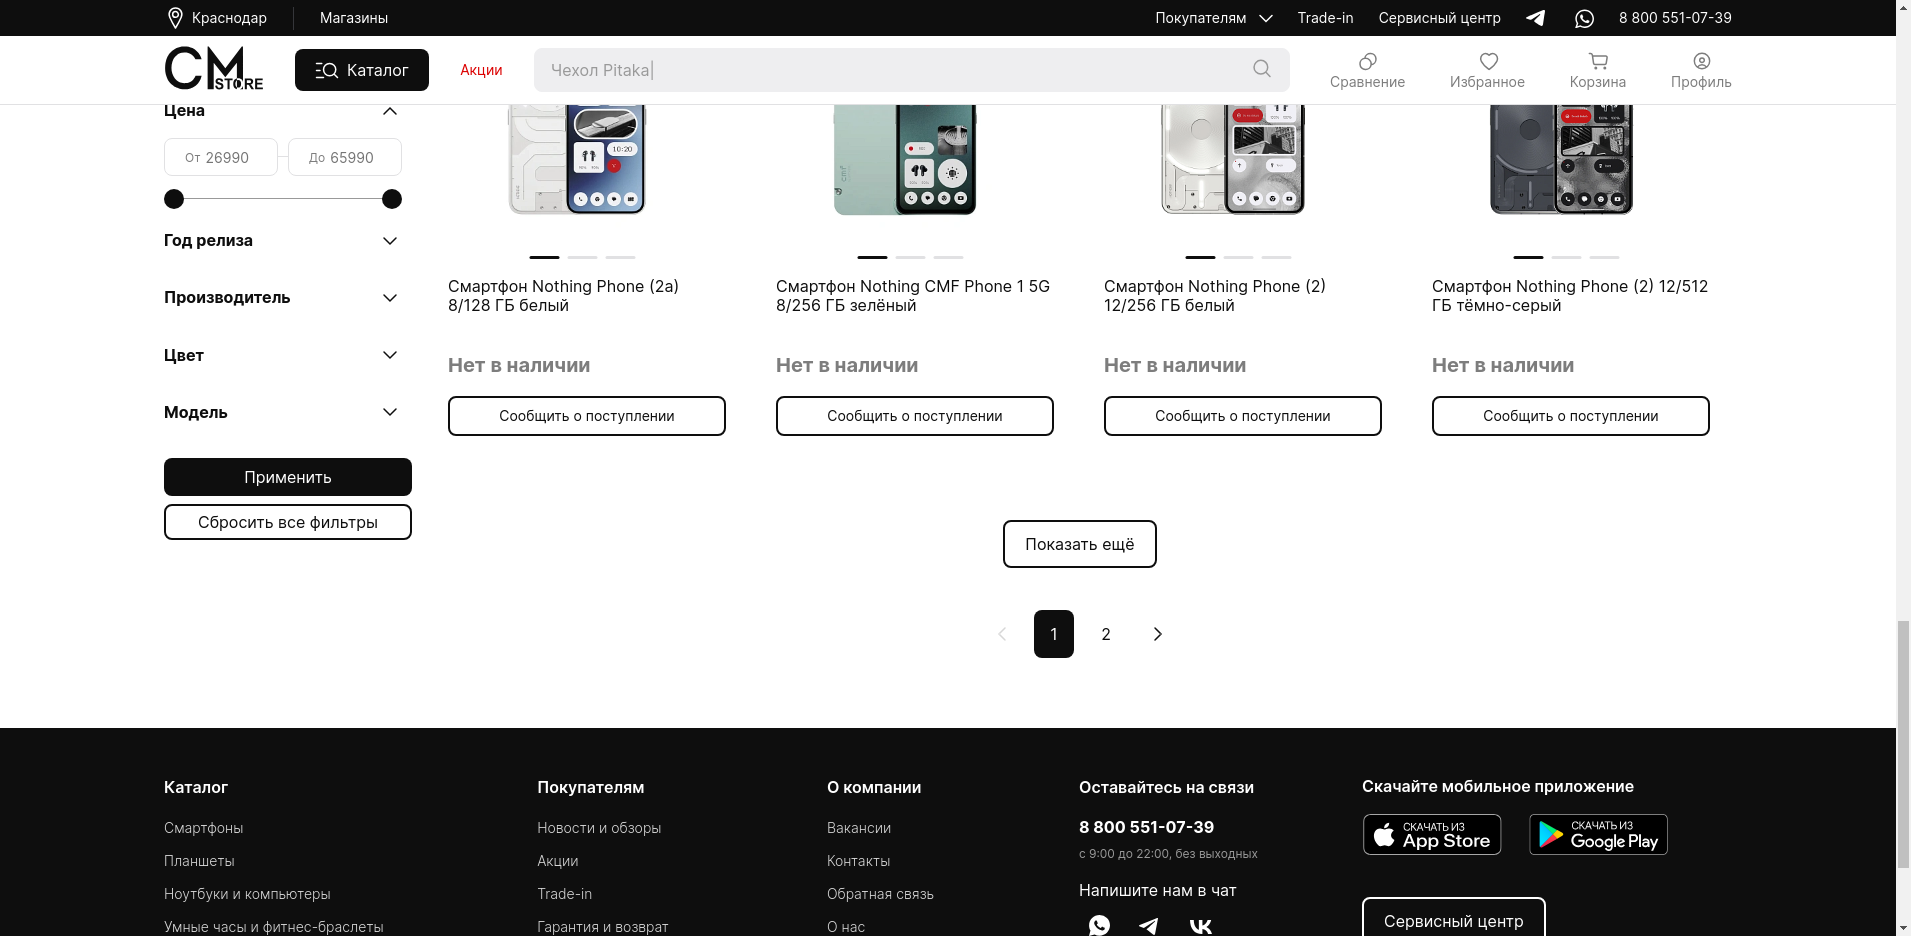 Краснодар
Магазины
Покупателям
Trade-in
Сервисный центр
8 800 551-07-39
CM STORE
Каталог
Акции
Чехол Pitaka|
Сравнение
Избранное
Корзина
Профиль
Цена
От 26990
До 65990
Год релиза
Производитель
Цвет
Модель
Применить
Сбросить все фильтры
10:20
Смартфон Nothing Phone (2a)
8/128 ГБ белый
Нет в наличии
Сообщить о поступлении
Смартфон Nothing CMF Phone 1 5G
8/256 ГБ зелёный
Нет в наличии
Сообщить о поступлении
Смартфон Nothing Phone (2)
12/256 ГБ белый
Нет в наличии
Сообщить о поступлении
Смартфон Nothing Phone (2) 12/512
ГБ тёмно-серый
Нет в наличии
Сообщить о поступлении
Показать ещё
1
2
Каталог
Смартфоны
Планшеты
Ноутбуки и компьютеры
Умные часы и фитнес-браслеты
Покупателям
Новости и обзоры
Акции
Trade-in
Гарантия и возврат
О компании
Вакансии
Контакты
Обратная связь
О нас
Оставайтесь на связи
8 800 551-07-39
с 9:00 до 22:00, без выходных
Напишите нам в чат
Скачайте мобильное приложение
СКАЧАТЬ ИЗ
App Store
СКАЧАТЬ ИЗ
Google Play
Сервисный центр